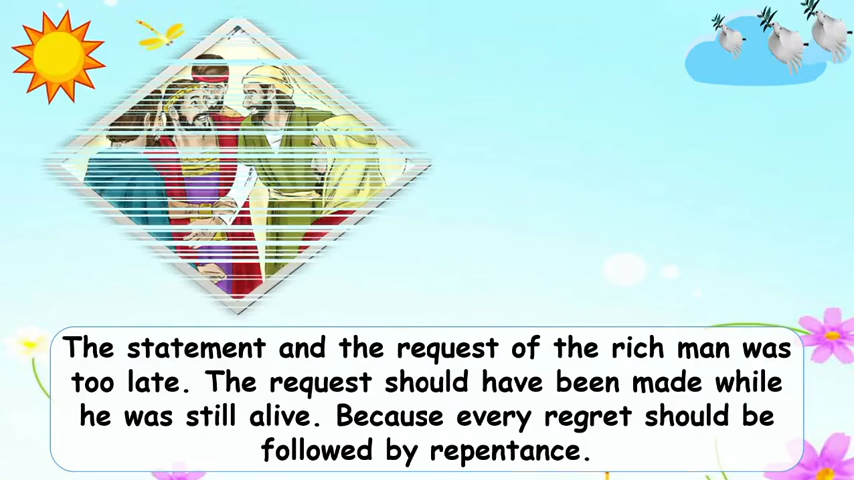 The statement and the request of the rich man was
too late. The request should have been made while
he was still alive. Because every regret should be
followed by repentance.